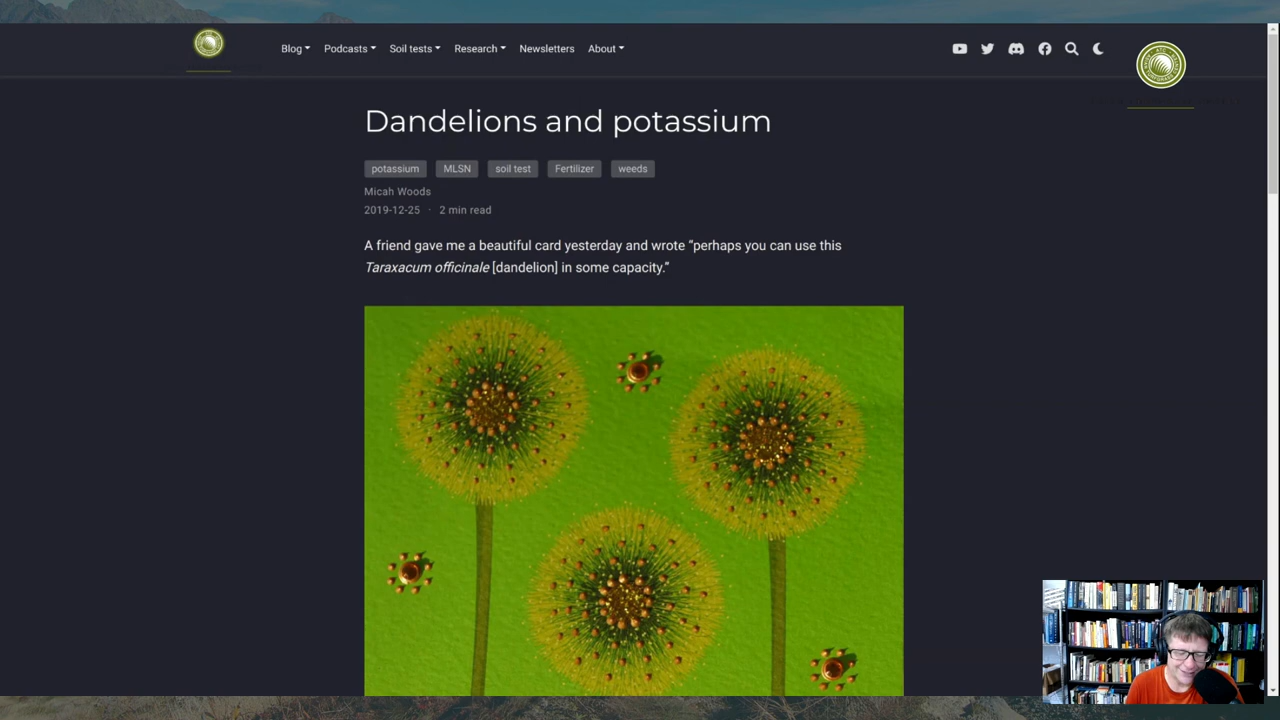 Blog
Podcasts
Soil tests
Research
Newsletters
About
Dandelions and potassium
potassium
MLSN
soil test
Fertilizer
weeds
Micah Woods
2019-12-25 · 2 min read
A friend gave me a beautiful card yesterday and wrote “perhaps you can use this
Taraxacum officinale [dandelion] in some capacity.”